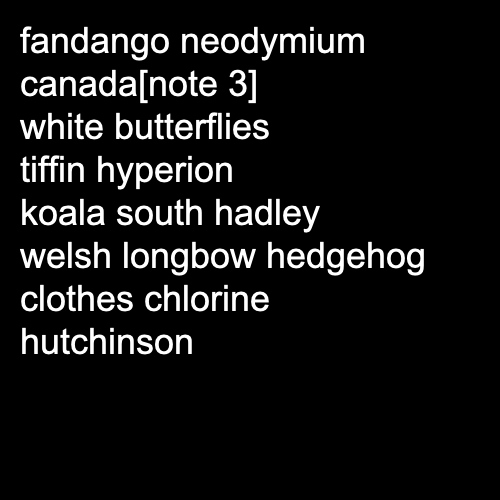 fandango neodymium
canada[note 3]
white butterflies
tiffin hyperion
koala south hadley
welsh longbow hedgehog
clothes chlorine
hutchinson